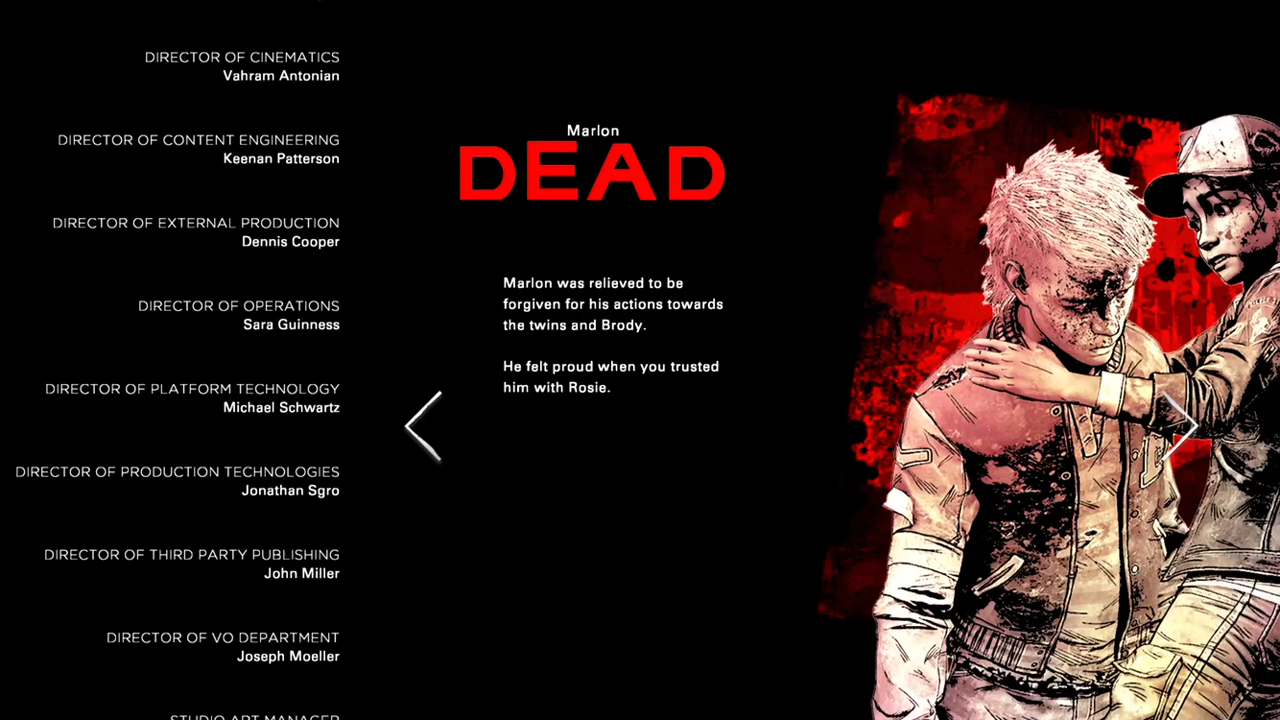 DIRECTOR OF CINEMATICS
Vahram Antonian
DIRECTOR OF CONTENT ENGINEERING
Keenan Patterson
DIRECTOR OF EXTERNAL PRODUCTION
Dennis Cooper
DIRECTOR OF OPERATIONS
Sara Guinness
DIRECTOR OF PLATFORM TECHNOLOGY
Michael Schwartz
DIRECTOR OF PRODUCTION TECHNOLOGIES
Jonathan Sgro
DIRECTOR OF THIRD PARTY PUBLISHING
John Miller
DIRECTOR OF VO DEPARTMENT
Joseph Moeller
STUDIO ART MANAGER
Marlon
DEAD
Marlon was relieved to be
forgiven for his actions towards
the twins and Brody.
He felt proud when you trusted
him with Rosie.